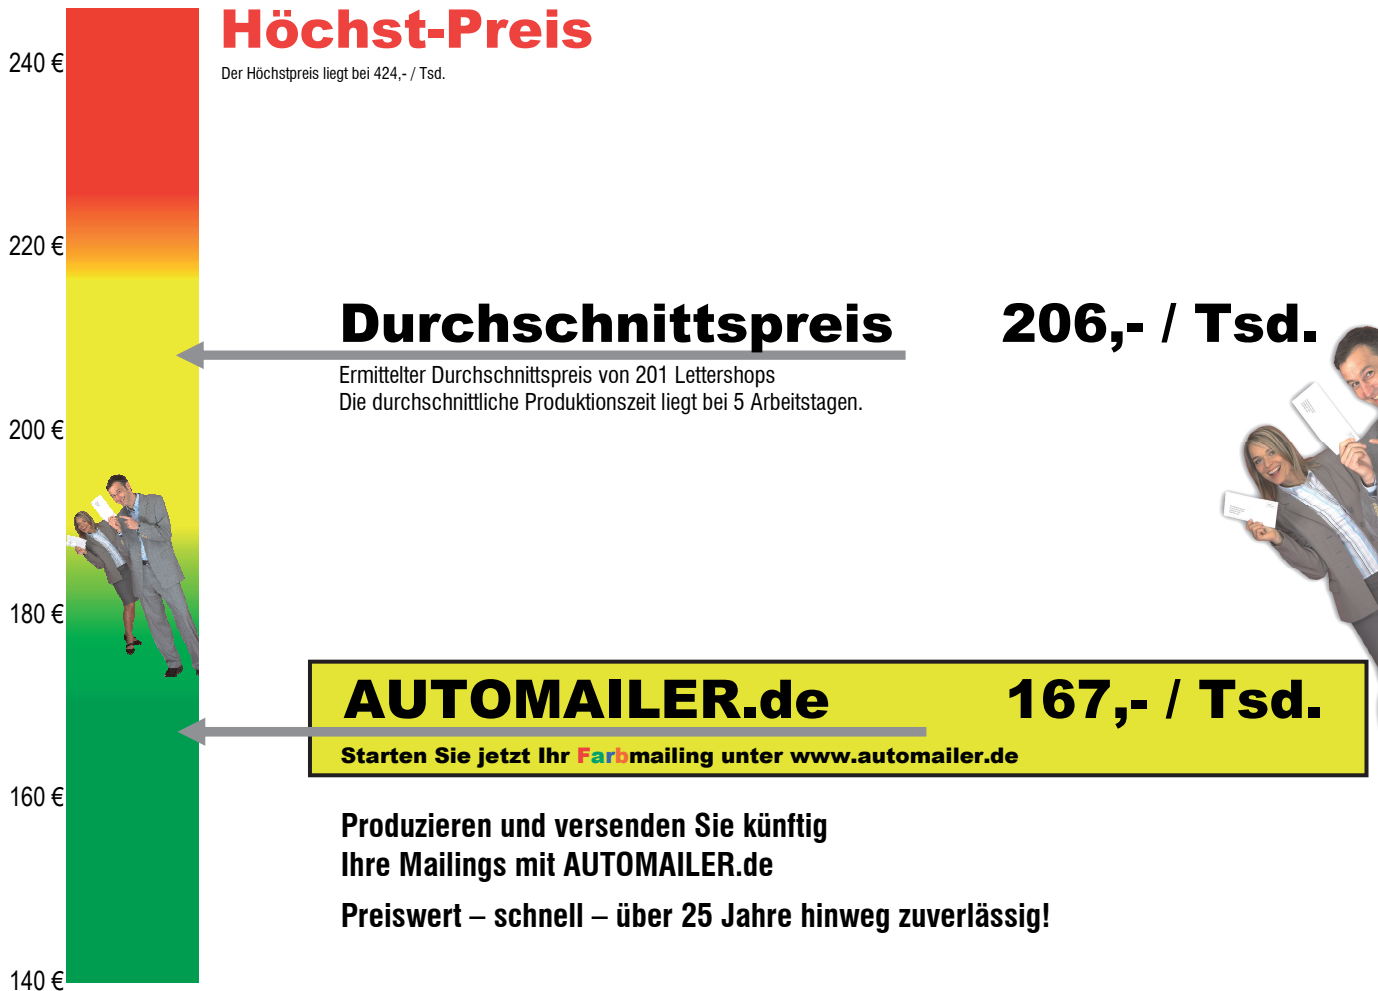 Höchst-Preis
240 €
Der Höchstpreis liegt bei 424,- / Tsd.
220 €
Durchschnittspreis 206,- / Tsd.
Ermittelter Durchschnittspreis von 201 Lettershops
Die durchschnittliche Produktionszeit liegt bei 5 Arbeitstagen.
200 €
180 €
AUTOMAILER.de 167,- / Tsd.
Starten Sie jetzt Ihr Farbmailing unter www.automailer.de
160 €
Produzieren und versenden Sie künftig
Ihre Mailings mit AUTOMAILER.de
Preiswert – schnell – über 25 Jahre hinweg zuverlässig!
140 €